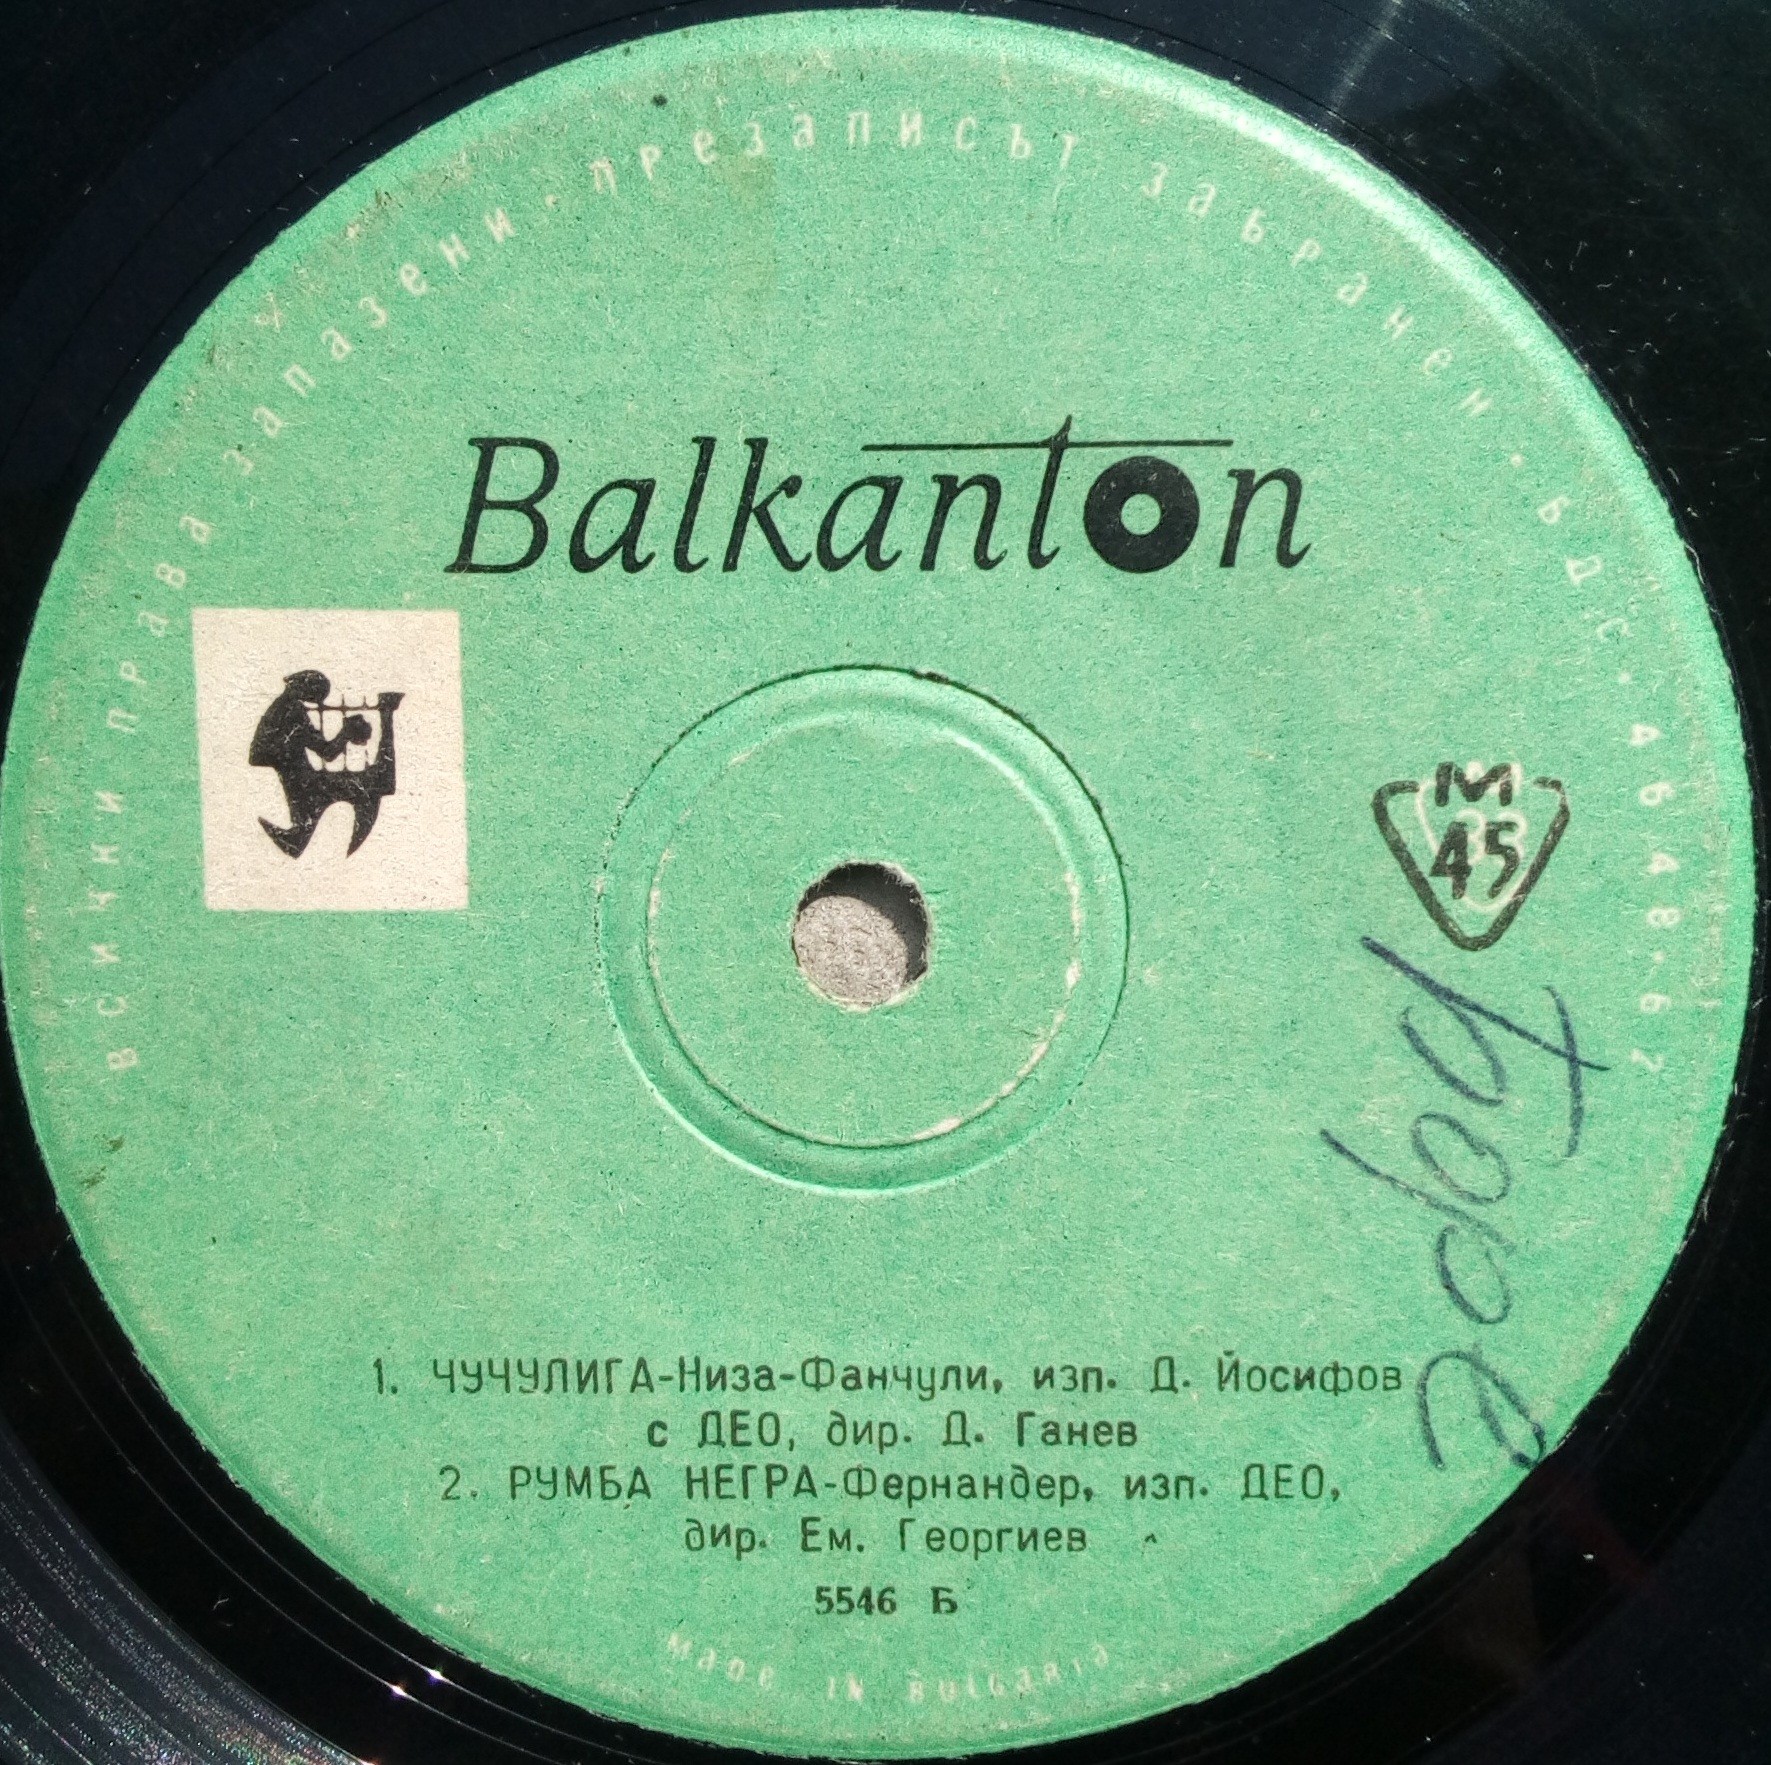 ВСИЧКИ ПРАВА ЗАПАЗЕНИ · ПРЕЗАПИСЪТ ЗАБРАНЕН · БДС · 4648·62
Balkanton
М
45
1. ЧУЧУЛИГА-Низа-Фанчули, изп. Д. Йосифов
с ДЕО, дир. Д. Ганев
2. РУМБА НЕГРА-Фернандер, изп. ДЕО,
дир. Ем. Георгиев
5546 Б
MADE IN BULGARIA